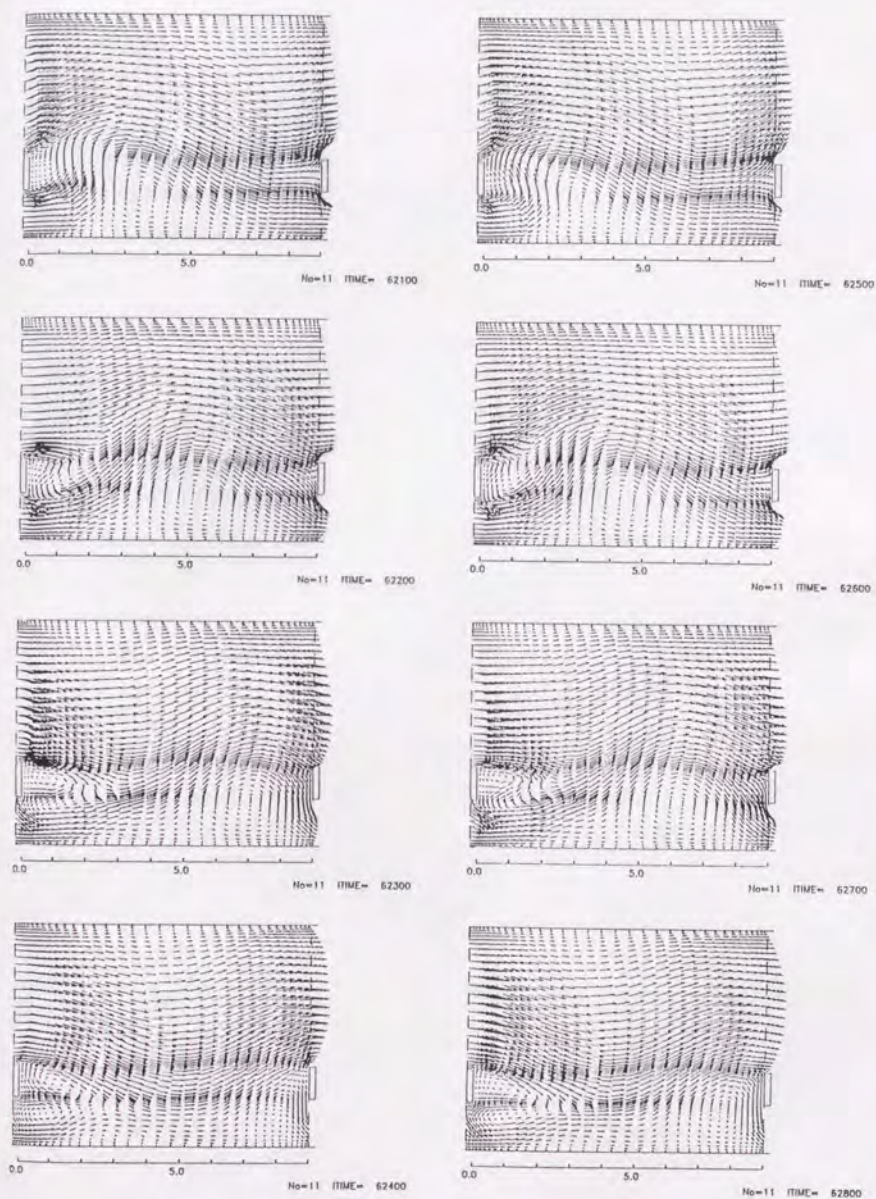 0.0 5.0
No=11 ITIME= 62100
0.0 5.0
No=11 ITIME= 62200
0.0 5.0
No=11 ITIME= 62300
0.0 5.0
No=11 ITIME= 62400
0.0 5.0
No=11 ITIME= 62500
0.0 5.0
No=11 ITIME= 62600
0.0 5.0
No=11 ITIME= 62700
0.0 5.0
No=11 ITIME= 62800